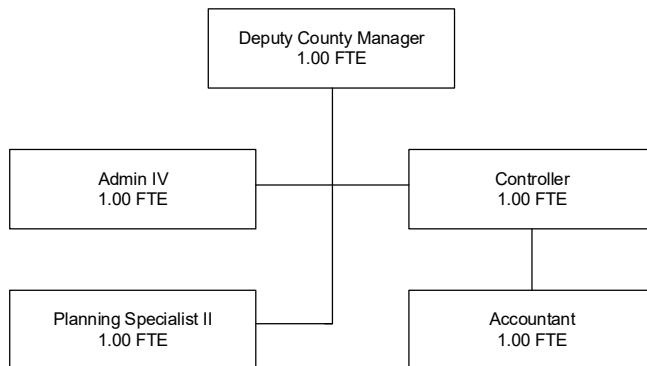 Deputy County Manager
1.00 FTE
Admin IV
1.00 FTE
Controller
1.00 FTE
Planning Specialist II
1.00 FTE
Accountant
1.00 FTE